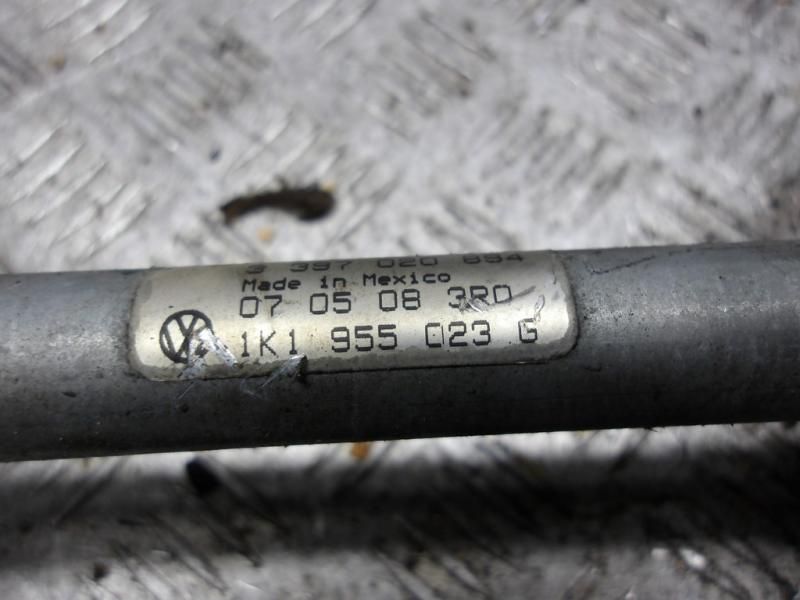 3 397 020 884
Made in Mexico
07 05 08 3RD
1K1 955 023 G